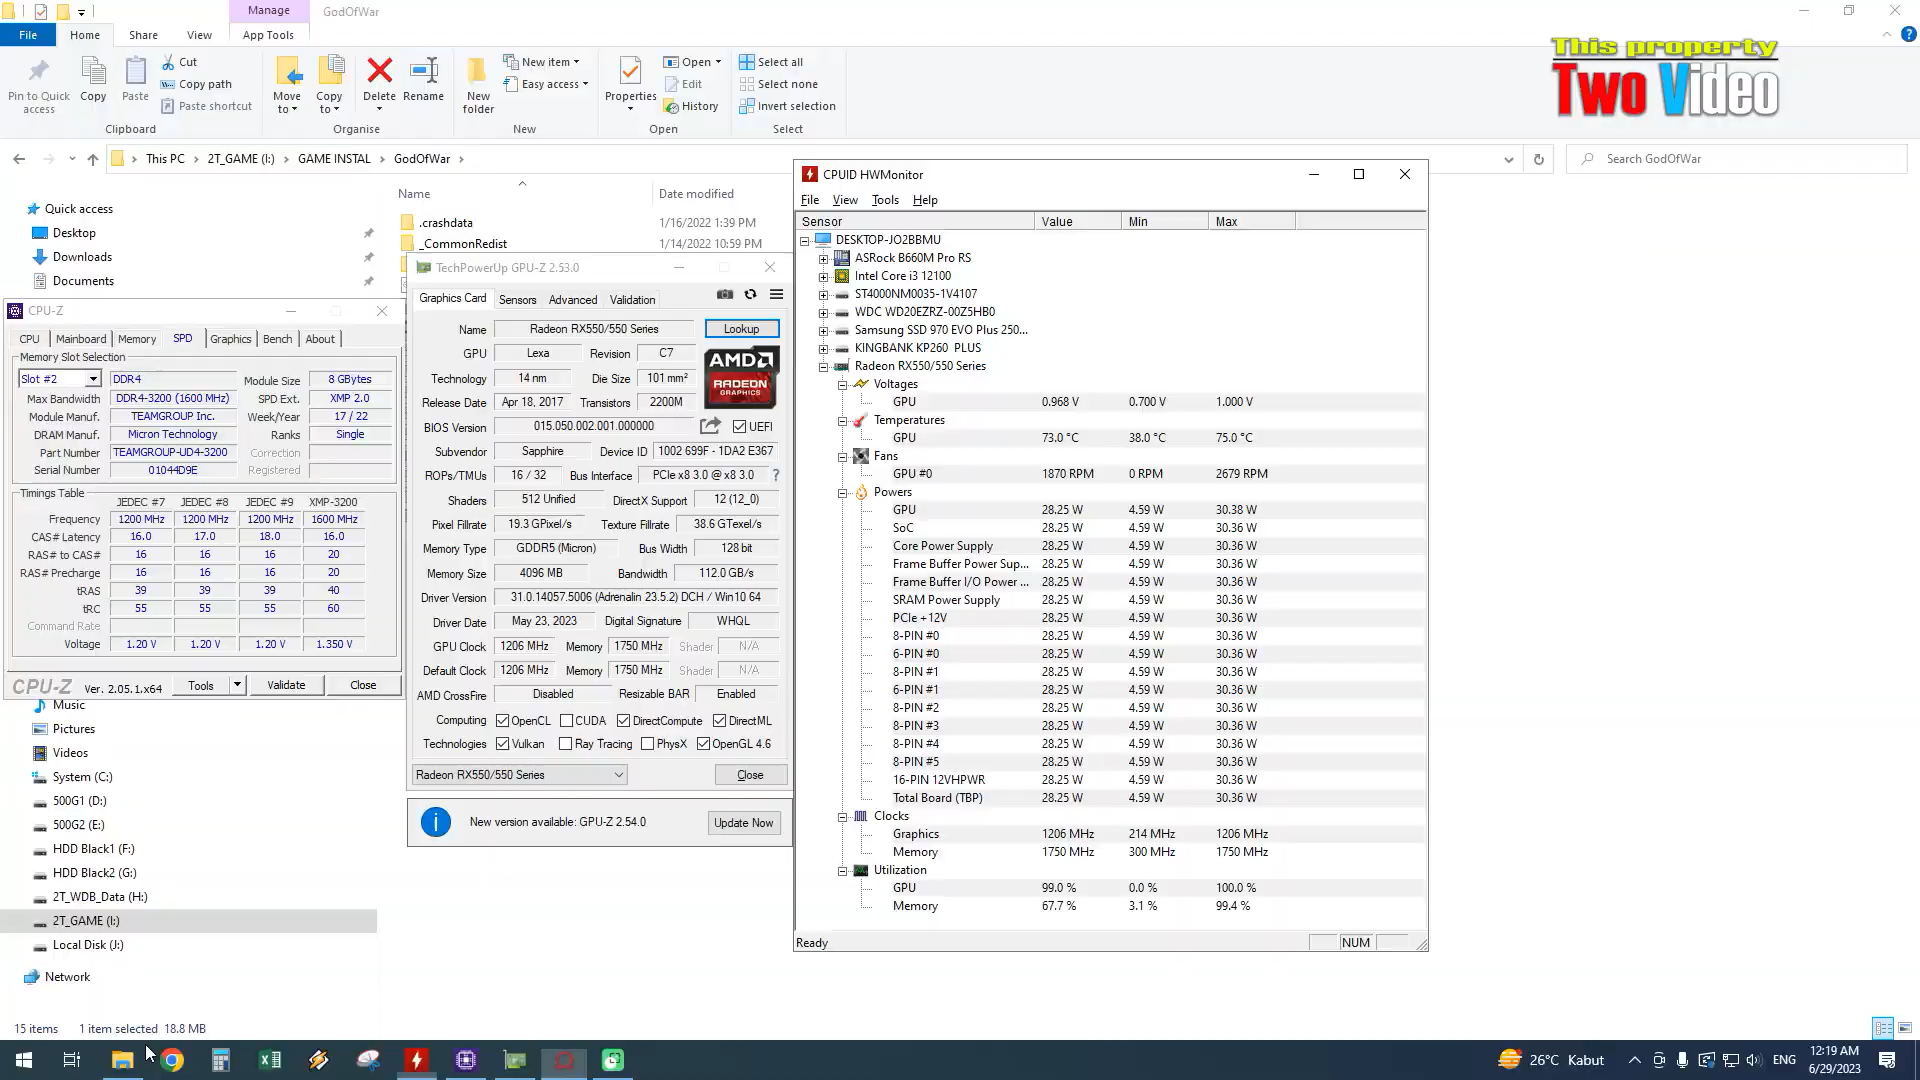 Manage
GodOfWar
File
Home
Share
View
App Tools
Pin to Quick access
Copy
Paste
Cut
Copy path
Paste shortcut
Clipboard
Move to
Copy to
Delete
Rename
Organise
New folder
New item
Easy access
New
Properties
Open
Edit
History
Open
Select all
Select none
Invert selection
Select
This property
Two Video
This PC > 2T_GAME (I:) > GAME INSTAL > GodOfWar >
Search GodOfWar
Name
Date modified
Quick access
Desktop
Downloads
Documents
.crashdata 1/16/2022 1:39 PM
_CommonRedist 1/14/2022 10:59 PM
CPU-Z
CPU Mainboard Memory SPD Graphics Bench About
Memory Slot Selection
Slot #2 DDR4 Module Size 8 GBytes
Max Bandwidth DDR4-3200 (1600 MHz) SPD Ext. XMP 2.0
Module Manuf. TEAMGROUP Inc. Week/Year 17 / 22
DRAM Manuf. Micron Technology Ranks Single
Part Number TEAMGROUP-UD4-3200 Correction
Serial Number 01044D9E Registered
Timings Table
JEDEC #7 JEDEC #8 JEDEC #9 XMP-3200
Frequency 1200 MHz 1200 MHz 1200 MHz 1600 MHz
CAS# Latency 16.0 17.0 18.0 16.0
RAS# to CAS# 16 16 16 20
RAS# Precharge 16 16 16 20
tRAS 39 39 39 40
tRC 55 55 55 60
Command Rate
Voltage 1.20 V 1.20 V 1.20 V 1.350 V
CPU-Z Ver. 2.05.1.x64 Tools Validate Close
Music
Pictures
Videos
System (C:)
500G1 (D:)
500G2 (E:)
HDD Black1 (F:)
HDD Black2 (G:)
2T_WDB_Data (H:)
2T_GAME (I:)
Local Disk (J:)
Network
15 items 1 item selected 18.8 MB
TechPowerUp GPU-Z 2.53.0
Graphics Card Sensors Advanced Validation
Name Radeon RX550/550 Series Lookup
GPU Lexa Revision C7
AMD
RADEON
GRAPHICS
Technology 14 nm Die Size 101 mm²
Release Date Apr 18, 2017 Transistors 2200M
BIOS Version 015.050.002.001.000000 UEFI
Subvendor Sapphire Device ID 1002 699F - 1DA2 E367
ROPs/TMUs 16 / 32 Bus Interface PCIe x8 3.0 @ x8 3.0 ?
Shaders 512 Unified DirectX Support 12 (12_0)
Pixel Fillrate 19.3 GPixel/s Texture Fillrate 38.6 GTexel/s
Memory Type GDDR5 (Micron) Bus Width 128 bit
Memory Size 4096 MB Bandwidth 112.0 GB/s
Driver Version 31.0.14057.5006 (Adrenalin 23.5.2) DCH / Win10 64
Driver Date May 23, 2023 Digital Signature WHQL
GPU Clock 1206 MHz Memory 1750 MHz Shader N/A
Default Clock 1206 MHz Memory 1750 MHz Shader N/A
AMD CrossFire Disabled Resizable BAR Enabled
Computing OpenCL CUDA DirectCompute DirectML
Technologies Vulkan Ray Tracing PhysX OpenGL 4.6
Radeon RX550/550 Series Close
New version available: GPU-Z 2.54.0 Update Now
CPUID HWMonitor
File View Tools Help
Sensor Value Min Max
DESKTOP-JO2BBMU
ASRock B660M Pro RS
Intel Core i3 12100
ST4000NM0035-1V4107
WDC WD20EZRZ-00Z5HB0
Samsung SSD 970 EVO Plus 250...
KINGBANK KP260 PLUS
Radeon RX550/550 Series
Voltages
GPU 0.968 V 0.700 V 1.000 V
Temperatures
GPU 73.0 °C 38.0 °C 75.0 °C
Fans
GPU #0 1870 RPM 0 RPM 2679 RPM
Powers
GPU 28.25 W 4.59 W 30.38 W
SoC 28.25 W 4.59 W 30.36 W
Core Power Supply 28.25 W 4.59 W 30.36 W
Frame Buffer Power Sup... 28.25 W 4.59 W 30.36 W
Frame Buffer I/O Power ... 28.25 W 4.59 W 30.36 W
SRAM Power Supply 28.25 W 4.59 W 30.36 W
PCIe +12V 28.25 W 4.59 W 30.36 W
8-PIN #0 28.25 W 4.59 W 30.36 W
6-PIN #0 28.25 W 4.59 W 30.36 W
8-PIN #1 28.25 W 4.59 W 30.36 W
6-PIN #1 28.25 W 4.59 W 30.36 W
8-PIN #2 28.25 W 4.59 W 30.36 W
8-PIN #3 28.25 W 4.59 W 30.36 W
8-PIN #4 28.25 W 4.59 W 30.36 W
8-PIN #5 28.25 W 4.59 W 30.36 W
16-PIN 12VHPWR 28.25 W 4.59 W 30.36 W
Total Board (TBP) 28.25 W 4.59 W 30.36 W
Clocks
Graphics 1206 MHz 214 MHz 1206 MHz
Memory 1750 MHz 300 MHz 1750 MHz
Utilization
GPU 99.0 % 0.0 % 100.0 %
Memory 67.7 % 3.1 % 99.4 %
Ready NUM
26°C Kabut
ENG
12:19 AM
6/29/2023